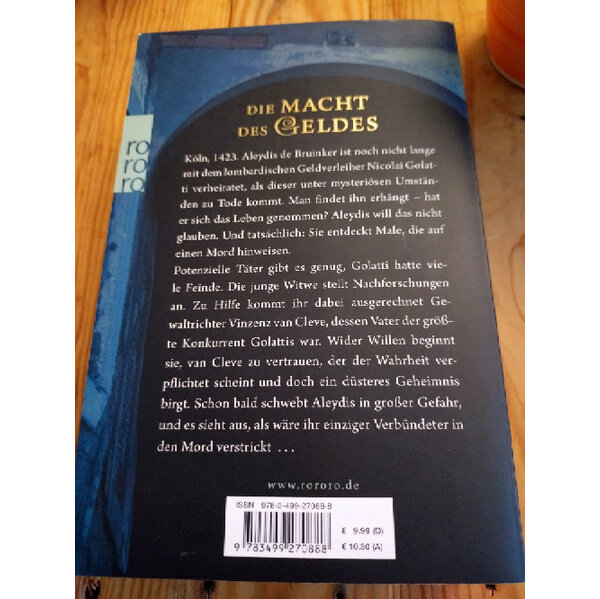 DIE MACHT
DES GELDES
ro
ro
ro
Köln, 1423. Aleydis de Bruinker ist noch nicht lange
mit dem lombardischen Geldverleiher Nicolai Golat-
ti verheiratet, als dieser unter mysteriösen Umstän-
den zu Tode kommt. Man findet ihn erhängt – hat
er sich das Leben genommen? Aleydis will das nicht
glauben. Und tatsächlich: Sie entdeckt Male, die auf
einen Mord hinweisen.
Potenzielle Täter gibt es genug, Golatti hatte vie-
le Feinde. Die junge Witwe stellt Nachforschungen
an. Zu Hilfe kommt ihr dabei ausgerechnet Ge-
waltrichter Vinzenz van Cleve, dessen Vater der größ-
te Konkurrent Golattis war. Wider Willen beginnt
sie, van Cleve zu vertrauen, der der Wahrheit ver-
pflichtet scheint und doch ein düsteres Geheimnis
birgt. Schon bald schwebt Aleydis in großer Gefahr,
und es sieht aus, als wäre ihr einziger Verbündeter in
den Mord verstrickt ...
www.rororo.de
ISBN 978-3-499-27088-8
€ 9.99 (D)
€ 10.30 (A)
9 783499 270888